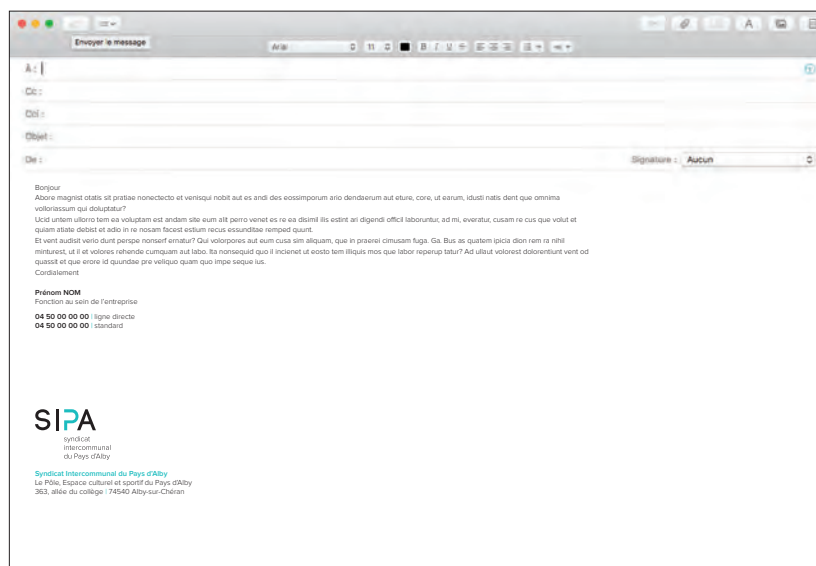 Envoyer le message
Arial 11 B I U S
A
À :
Cc :
Cci :
Objet :
De :
Signature : Aucun
Bonjour
Abore magnist otatis sit pratiae nonectecto et venisqui nobit aut es andi des eossimporum ario dendaerum aut eture, core, ut earum, idusti natis dent que omnima
volloriassum qui doluptatur?
Ucid untem ullorro tem ea voluptam est andam site eum alit perro venet es re ea disimil ilis estint ari digendi officil laboruntur, ad mi, everatur, cusam re cus que volut et
quiam atiate debist et adio in re nosam facest estium recus essunditae remped quunt.
Et vent audisit verio dunt perspe nonserf ernatur? Qui volorpores aut eum cusa sim aliquam, que in praerei cimusam fuga. Ga. Bus as quatem ipicia dion rem ra nihil
minturest, ut il et volores rehende cumquam aut labo. Ita nonsequid quo il incienet ut eosto tem illiquis mos que labor reperup tatur? Ad ullaut volorest dolorentiunt vent od
quassit et que erore id quundae pre veliquo quam quo impe seque ius.
Cordialement
Prénom NOM
Fonction au sein de l'entreprise
04 50 00 00 00 | ligne directe
04 50 00 00 00 | standard
SIPA
syndicat
intercommunal
du Pays d'Alby
Syndicat Intercommunal du Pays d'Alby
Le Pôle, Espace culturel et sportif du Pays d'Alby
363, allée du collège | 74540 Alby-sur-Chéran